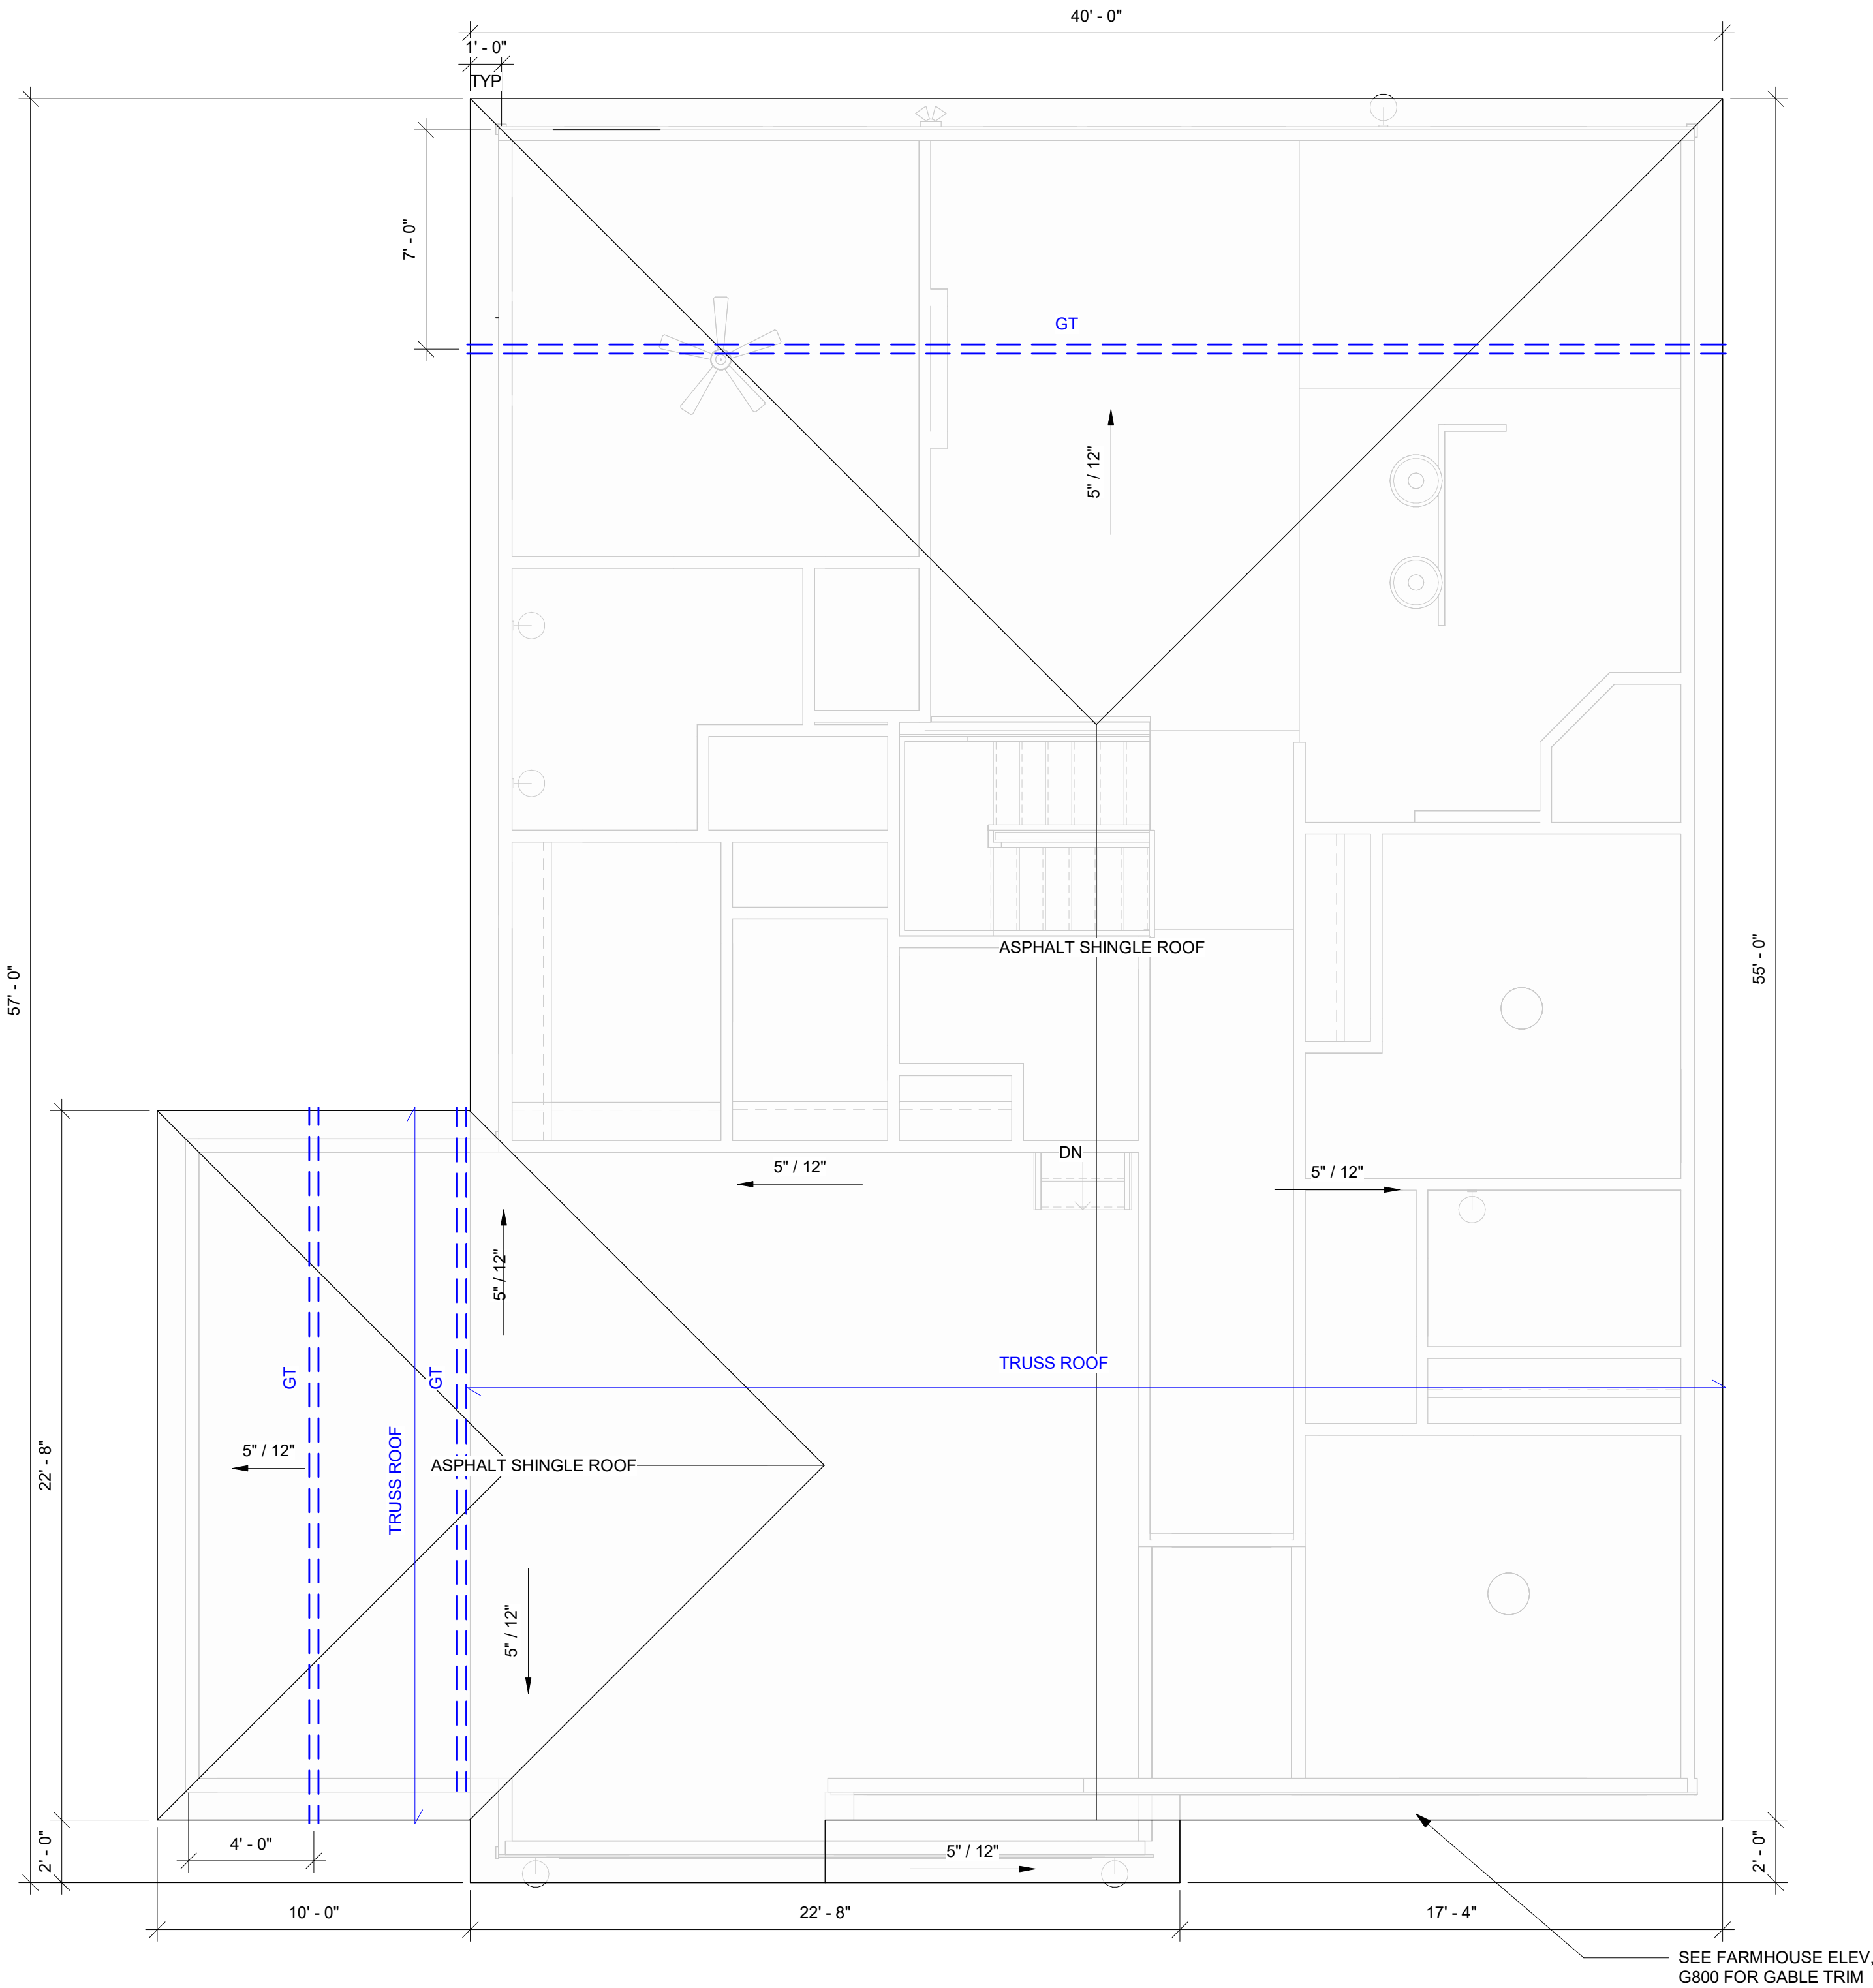 40' - 0"
1' - 0"
TYP
7' - 0"
GT
5" / 12"
ASPHALT SHINGLE ROOF
57' - 0"
55' - 0"
DN
5" / 12"
5" / 12"
5" / 12"
TRUSS ROOF
GT
GT
22' - 8"
5" / 12"
TRUSS ROOF
ASPHALT SHINGLE ROOF
5" / 12"
2' - 0"
4' - 0"
5" / 12"
2' - 0"
10' - 0"
22' - 8"
17' - 4"
SEE FARMHOUSE ELEV,
G800 FOR GABLE TRIM